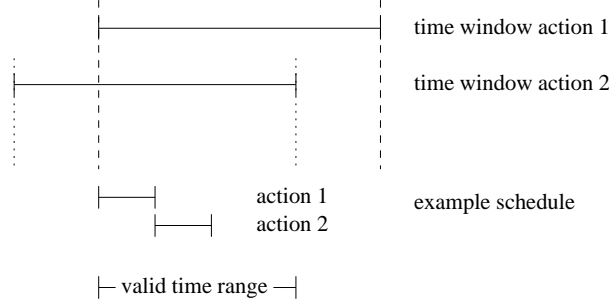 time window action 1
time window action 2
action 1
example schedule
action 2
valid time range